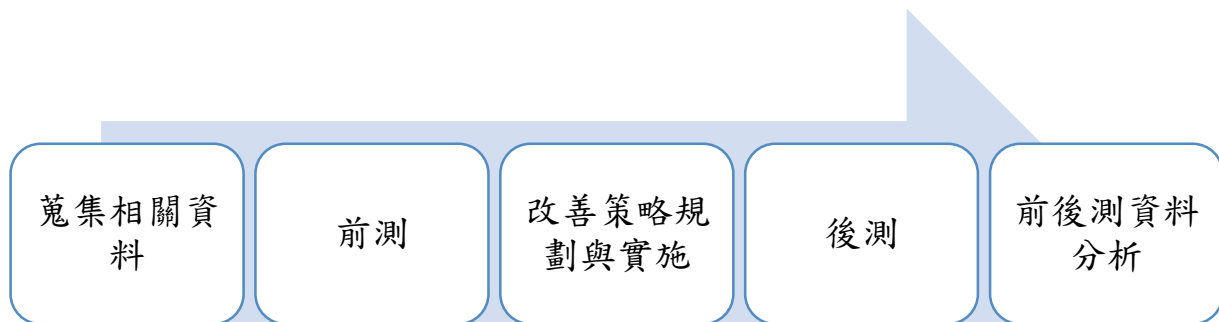 蒐集相關資
料
前測
改善策略規
劃與實施
後測
前後測資料
分析